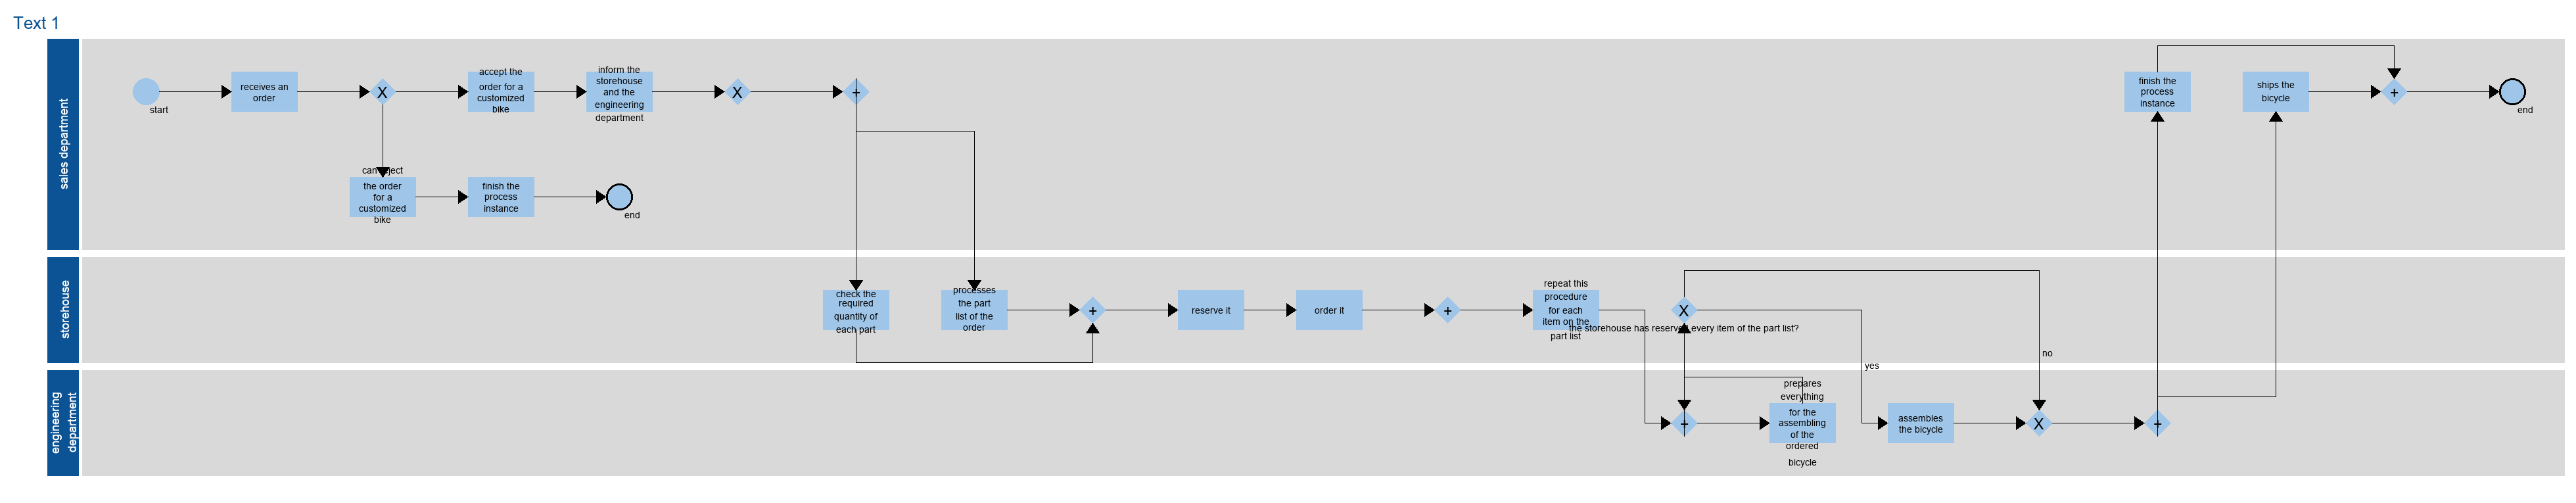 Text 1
sales department
start
receives an
order
X
accept the
order for a
customized
bike
inform the
storehouse
and the
engineering
department
X
+
finish the
process
instance
ships the
bicycle
+
end
can reject
the order
for a
customized
bike
finish the
process
instance
end
storehouse
check the
required
quantity of
each part
processes
the part
list of the
order
+
reserve it
order it
+
repeat this
procedure
for each
item on the
part list
X
the storehouse has reserved every item of the part list?
yes
no
engineering
department
+
prepares
everything
for the
assembling
of the
ordered
bicycle
assembles
the bicycle
X
+